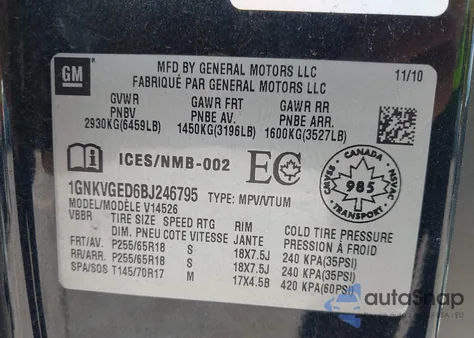 GM
MFD BY GENERAL MOTORS LLC
FABRIQUÉ PAR GENERAL MOTORS LLC
11/10
GVWR GAWR FRT GAWR RR
PNBV PNBE AV. PNBE ARR.
2930KG(6459LB) 1450KG(3196LB) 1600KG(3527LB)
i ICES/NMB-002 EC
CANADA · NSVAC
985
TRANSPORT
1GNKVGED6BJ246795 TYPE: MPV/VTUM
MODEL/MODÈLE V14526
VBBR TIRE SIZE SPEED RTG RIM COLD TIRE PRESSURE
DIM. PNEU COTE VITESSE JANTE PRESSION À FROID
FRT/AV. P255/65R18 S 18X7.5J 240 KPA(35PSI)
RR/ARR. P255/65R18 S 18X7.5J 240 KPA(35PSI)
SPA/SOS T145/70R17 M 17X4.5B 420 KPA(60PSI)
autoSnap